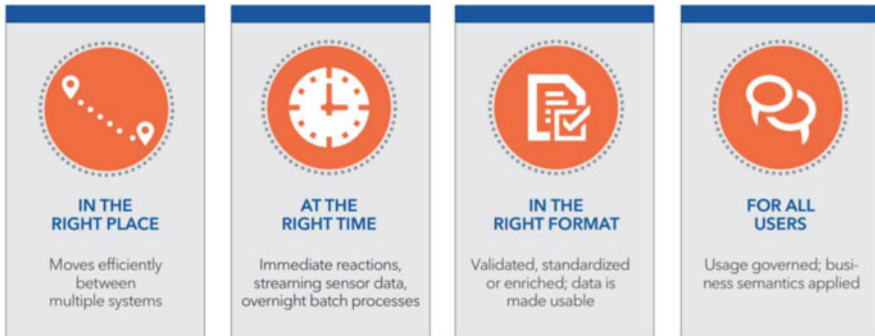 IN THE
RIGHT PLACE
Moves efficiently
between
multiple systems
AT THE
RIGHT TIME
Immediate reactions,
streaming sensor data,
overnight batch processes
IN THE
RIGHT FORMAT
Validated, standardized
or enriched; data is
made usable
FOR ALL
USERS
Usage governed; busi-
ness semantics applied